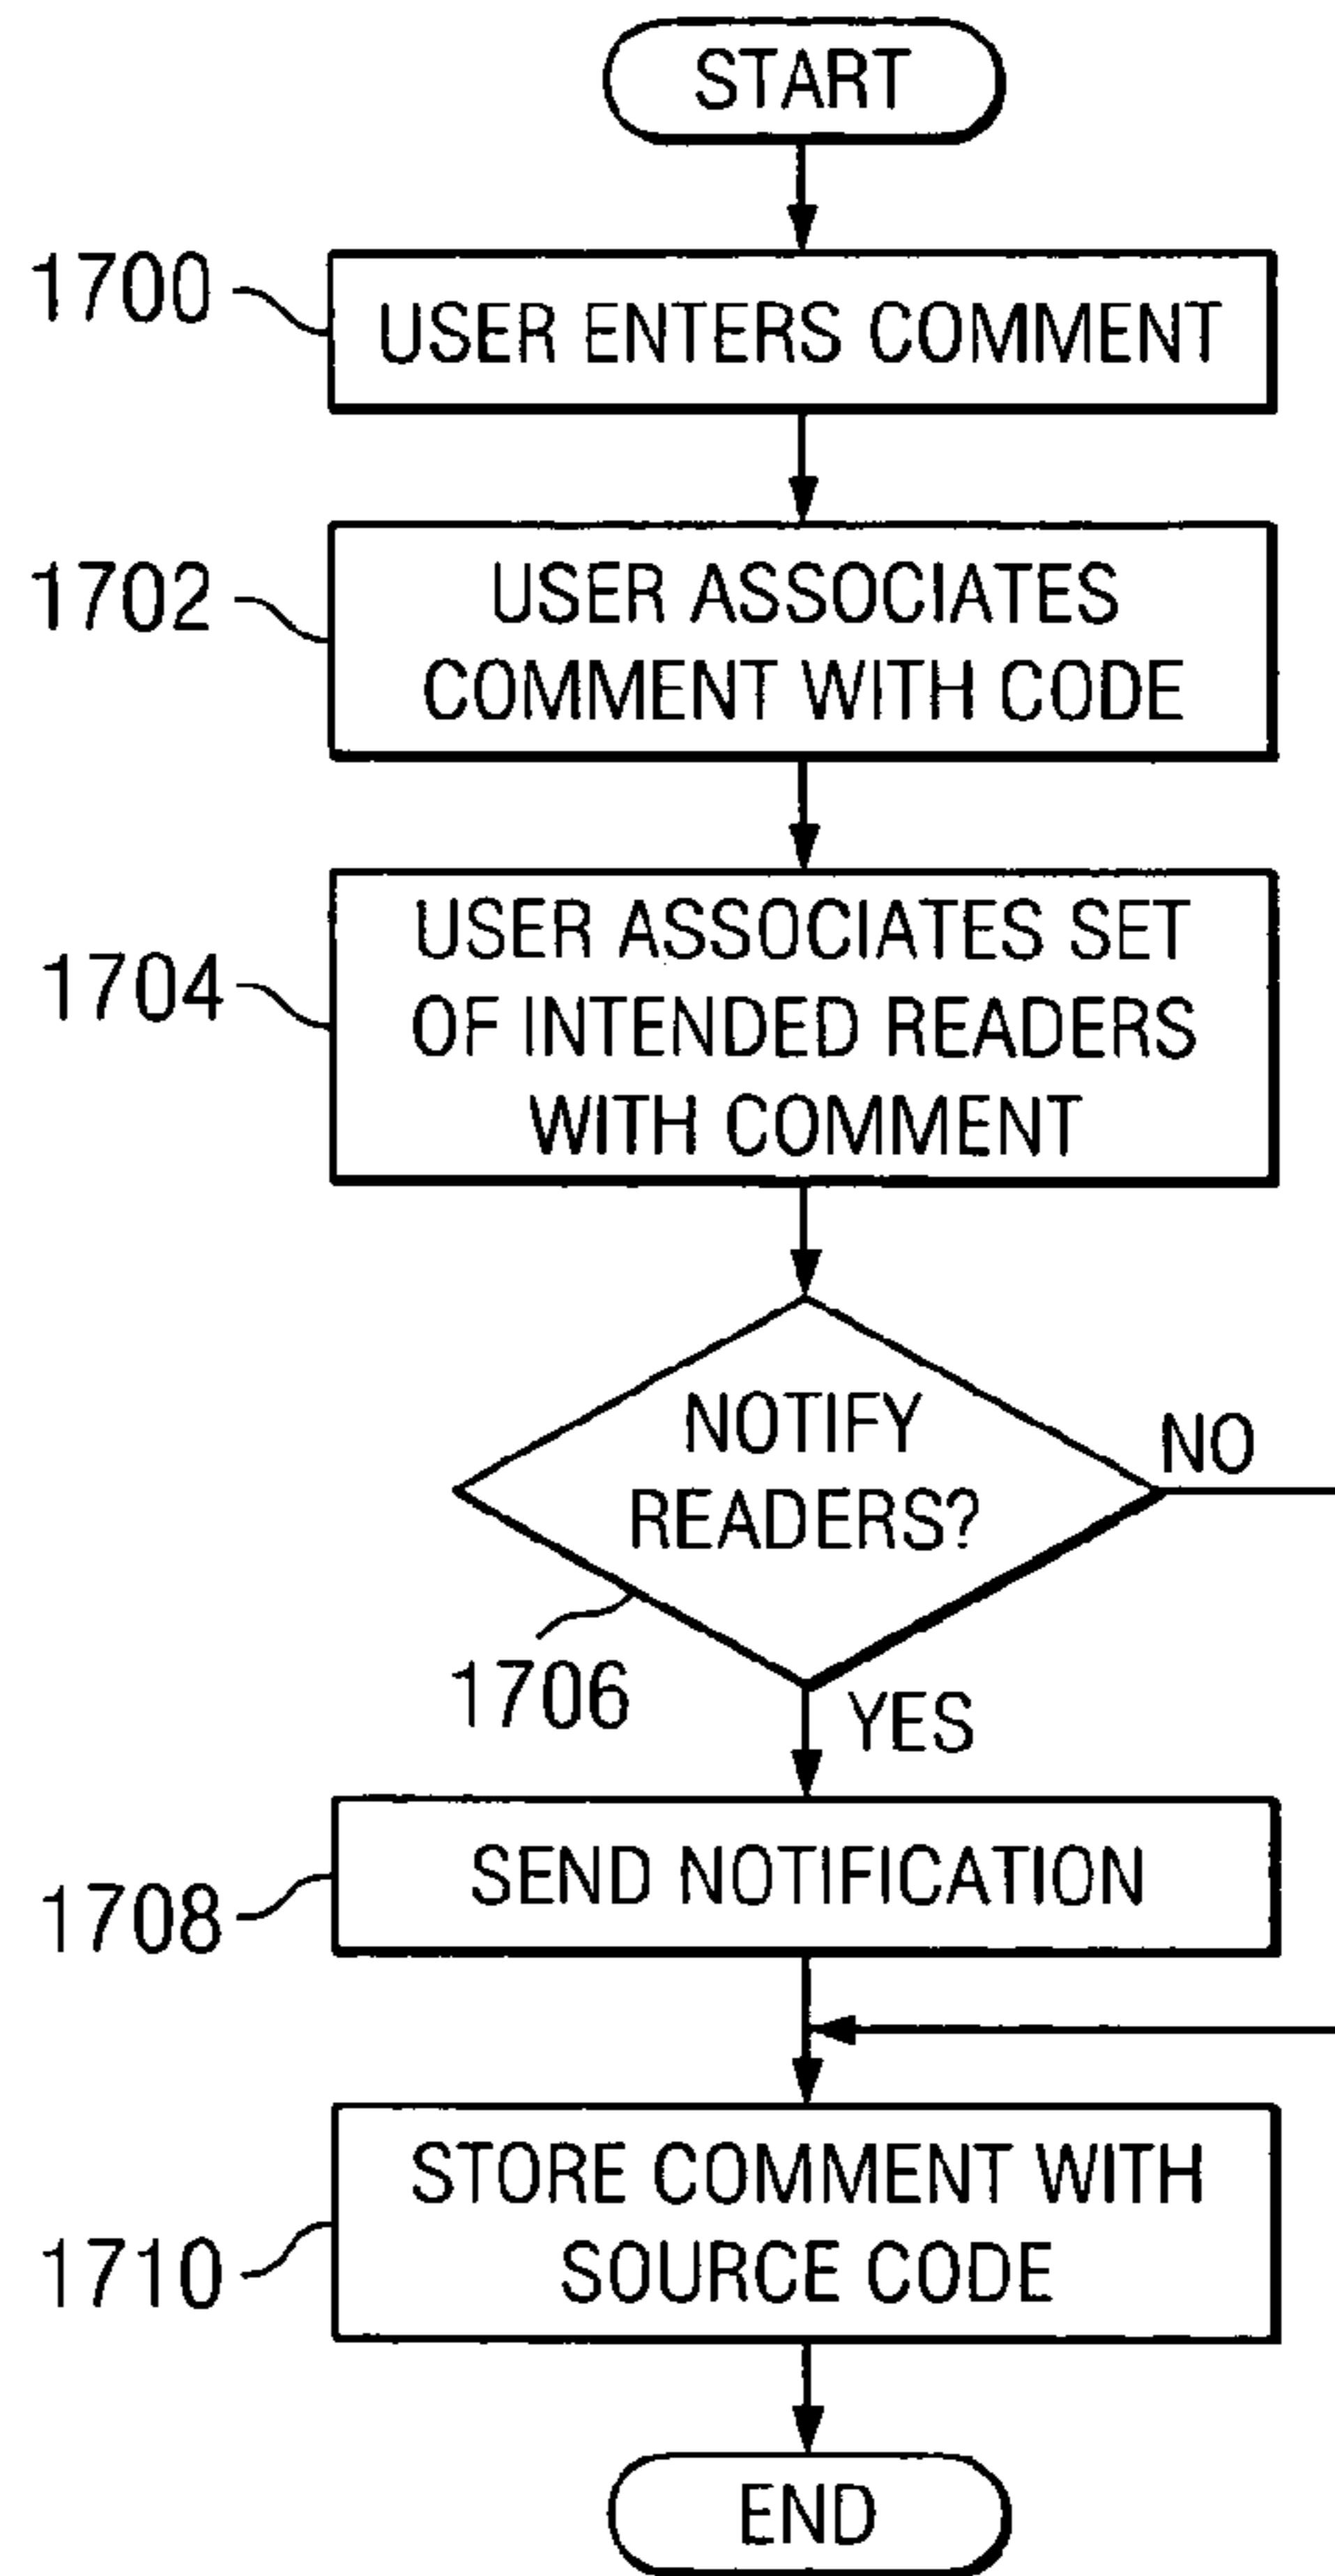 START
1700
USER ENTERS COMMENT
1702
USER ASSOCIATES
COMMENT WITH CODE
1704
USER ASSOCIATES SET
OF INTENDED READERS
WITH COMMENT
NOTIFY
READERS?
NO
1706
YES
1708
SEND NOTIFICATION
1710
STORE COMMENT WITH
SOURCE CODE
END